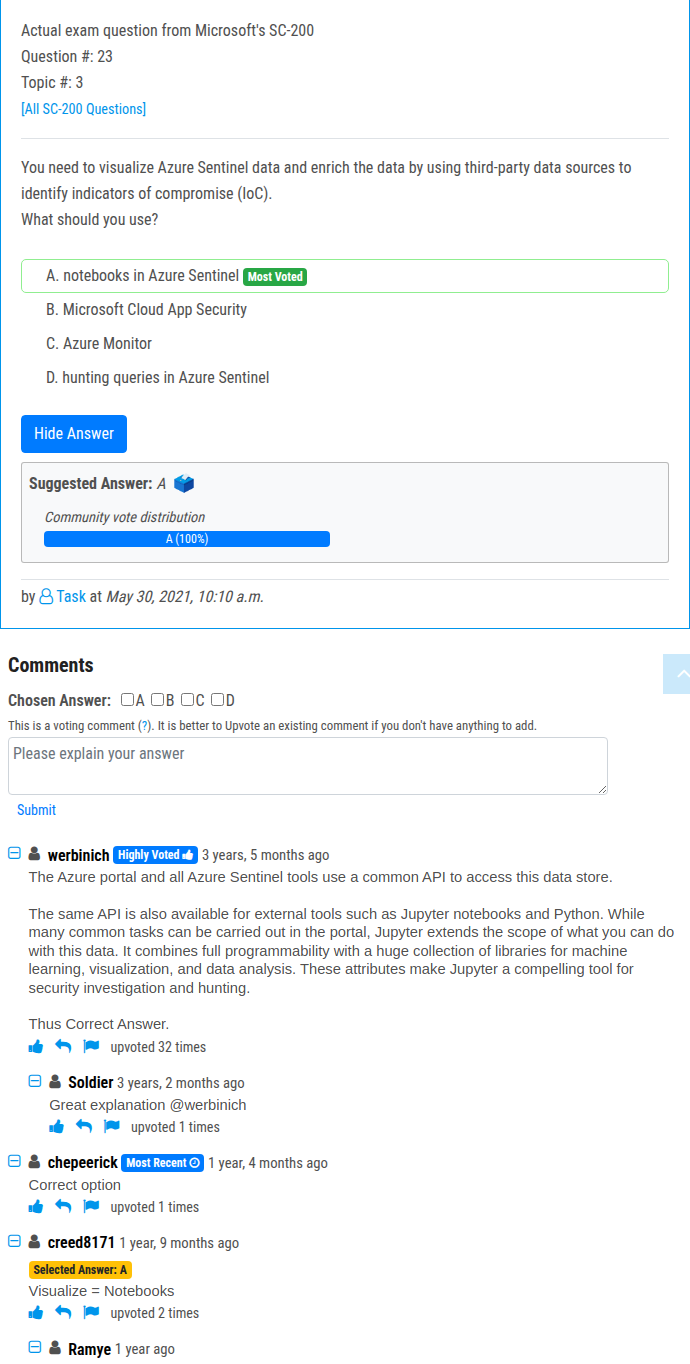 Actual exam question from Microsoft's SC-200
Question #: 23
Topic #: 3
[All SC-200 Questions]
You need to visualize Azure Sentinel data and enrich the data by using third-party data sources to
identify indicators of compromise (IoC).
What should you use?
A. notebooks in Azure Sentinel Most Voted
B. Microsoft Cloud App Security
C. Azure Monitor
D. hunting queries in Azure Sentinel
Hide Answer
Suggested Answer: A
Community vote distribution
A (100%)
by Task at May 30, 2021, 10:10 a.m.
Comments
Chosen Answer: A B C D
This is a voting comment (?). It is better to Upvote an existing comment if you don't have anything to add.
Please explain your answer
Submit
werbinich Highly Voted 3 years, 5 months ago
The Azure portal and all Azure Sentinel tools use a common API to access this data store.
The same API is also available for external tools such as Jupyter notebooks and Python. While
many common tasks can be carried out in the portal, Jupyter extends the scope of what you can do
with this data. It combines full programmability with a huge collection of libraries for machine
learning, visualization, and data analysis. These attributes make Jupyter a compelling tool for
security investigation and hunting.
Thus Correct Answer.
upvoted 32 times
Soldier 3 years, 2 months ago
Great explanation @werbinich
upvoted 1 times
chepeerick Most Recent 1 year, 4 months ago
Correct option
upvoted 1 times
creed8171 1 year, 9 months ago
Selected Answer: A
Visualize = Notebooks
upvoted 2 times
Ramye 1 year ago